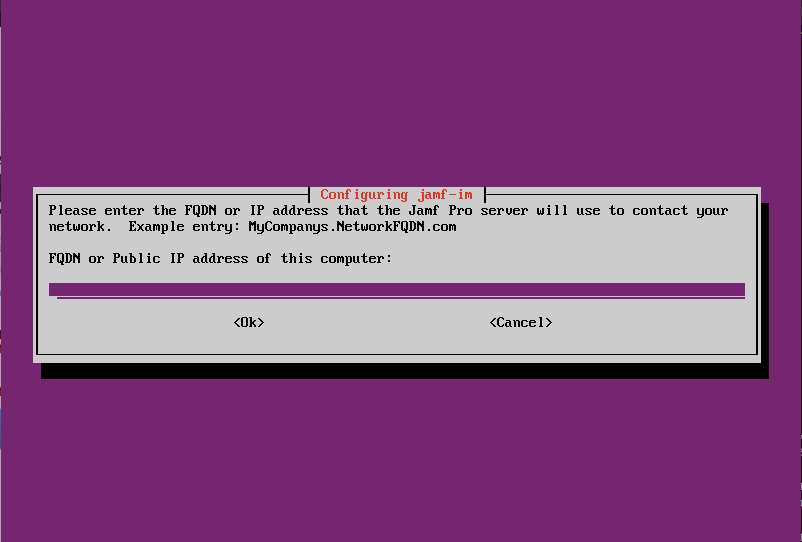 Configuring jamf-im
Please enter the FQDN or IP address that the Jamf Pro server will use to contact your
network.  Example entry: MyCompanys.NetworkFQDN.com
FQDN or Public IP address of this computer:
<Ok> <Cancel>